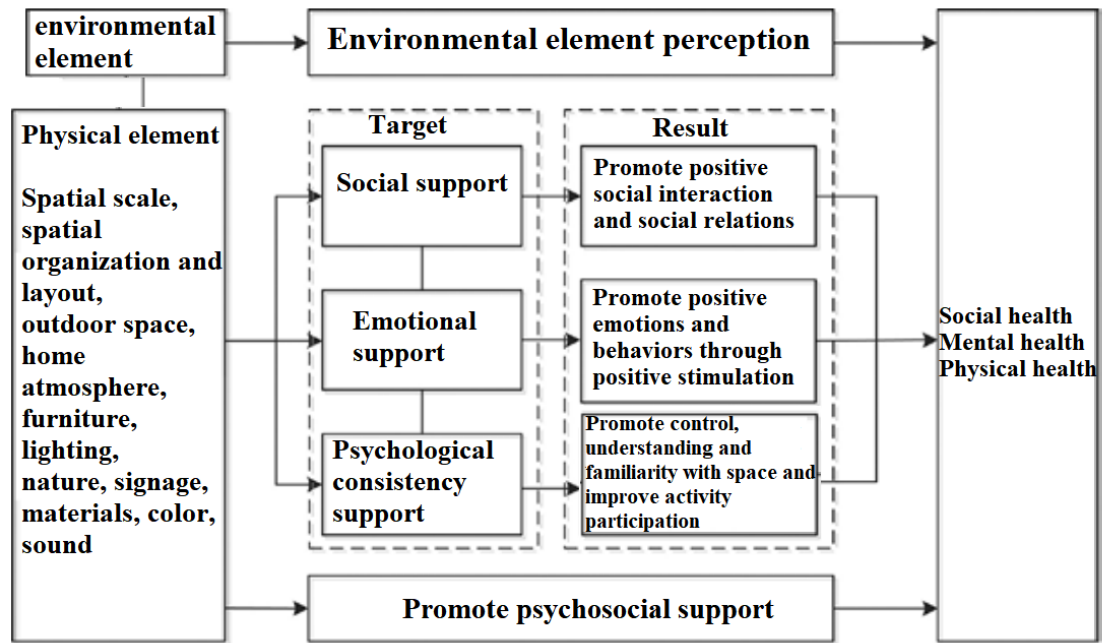 environmental
element
Environmental element perception
Physical element
Spatial scale,
spatial
organization and
layout,
outdoor space,
home
atmosphere,
furniture,
lighting,
nature, signage,
materials, color,
sound
Target
Social support
Emotional
support
Psychological
consistency
support
Result
Promote positive
social interaction
and social relations
Promote positive
emotions and
behaviors through
positive stimulation
Promote control,
understanding and
familiarity with space and
improve activity
participation
Promote psychosocial support
Social health
Mental health
Physical health